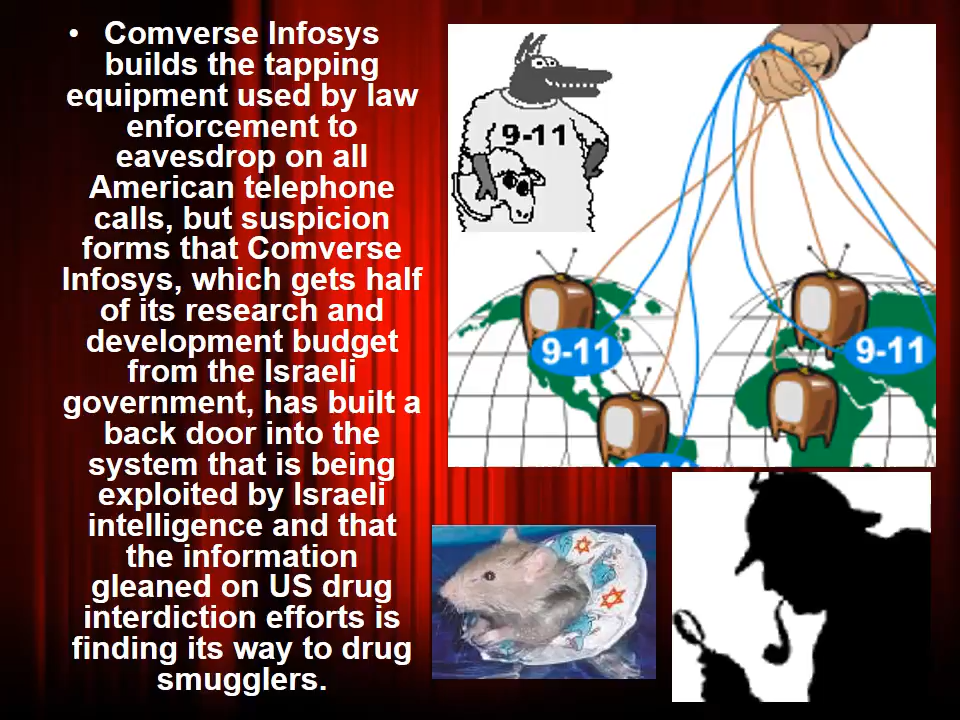 • Comverse Infosys
builds the tapping
equipment used by law
enforcement to
eavesdrop on all
American telephone
calls, but suspicion
forms that Comverse
Infosys, which gets half
of its research and
development budget
from the Israeli
government, has built a
back door into the
system that is being
exploited by Israeli
intelligence and that
the information
gleaned on US drug
interdiction efforts is
finding its way to drug
smugglers.
9-11
9-11
9-11